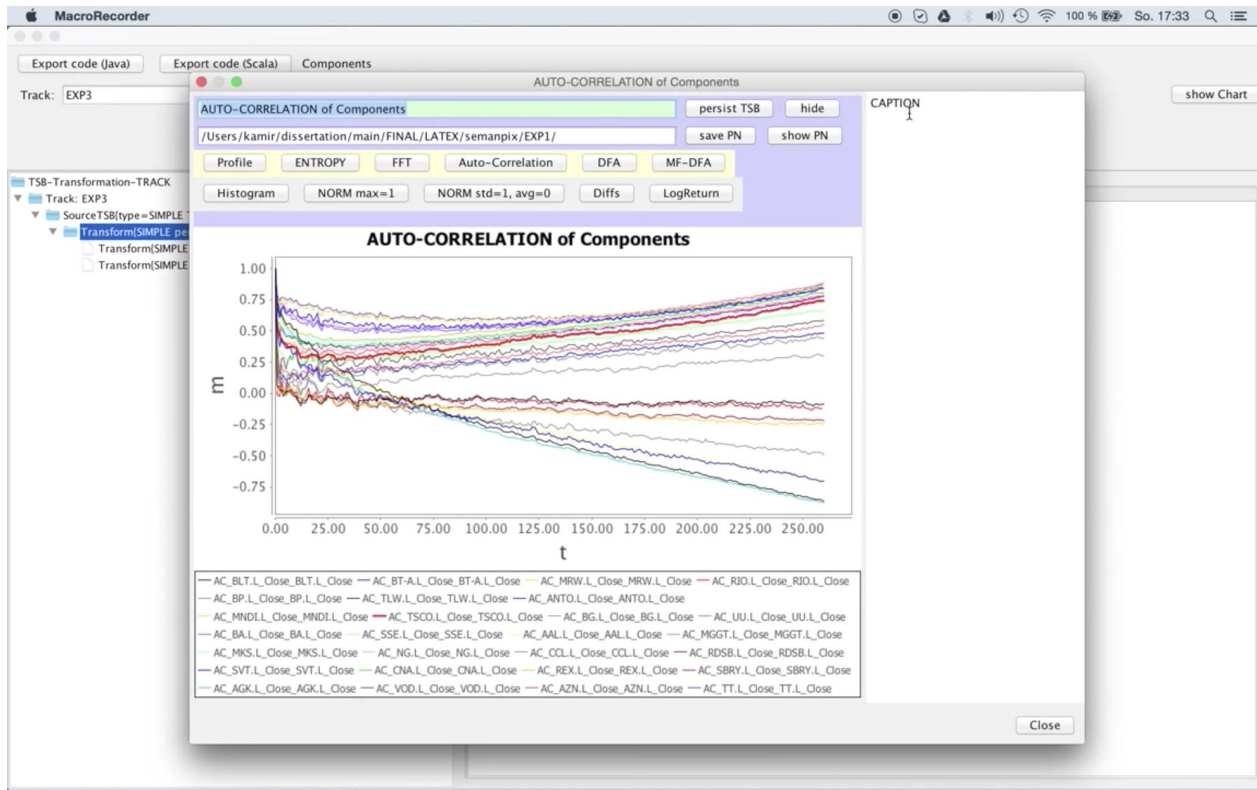 MacroRecorder 100 % So. 17:33
Export code (Java) Export code (Scala) Components
Track: EXP3 show Chart
TSB-Transformation-TRACK
Track: EXP3
SourceTSB(type=SIMPLE
Transform(SIMPLE pe
Transform(SIMPLE
Transform(SIMPLE
AUTO-CORRELATION of Components
AUTO-CORRELATION of Components persist TSB hide
/Users/kamir/dissertation/main/FINAL/LATEX/semanpix/EXP1/ save PN show PN
Profile ENTROPY FFT Auto-Correlation DFA MF-DFA
Histogram NORM max=1 NORM std=1, avg=0 Diffs LogReturn
CAPTION
AUTO-CORRELATION of Components
1.00
0.75
0.50
0.25
0.00
-0.25
-0.50
-0.75
m
0.00 25.00 50.00 75.00 100.00 125.00 150.00 175.00 200.00 225.00 250.00
t
AC_BLT.L_Close_BLT.L_Close AC_BT-A.L_Close_BT-A.L_Close AC_MRW.L_Close_MRW.L_Close AC_RIO.L_Close_RIO.L_Close
AC_BP.L_Close_BP.L_Close AC_TLW.L_Close_TLW.L_Close AC_ANTO.L_Close_ANTO.L_Close
AC_MNDI.L_Close_MNDI.L_Close AC_TSCO.L_Close_TSCO.L_Close AC_BG.L_Close_BG.L_Close AC_UU.L_Close_UU.L_Close
AC_BA.L_Close_BA.L_Close AC_SSE.L_Close_SSE.L_Close AC_AAL.L_Close_AAL.L_Close AC_MGGT.L_Close_MGGT.L_Close
AC_MKS.L_Close_MKS.L_Close AC_NG.L_Close_NG.L_Close AC_CCL.L_Close_CCL.L_Close AC_RDSB.L_Close_RDSB.L_Close
AC_SVT.L_Close_SVT.L_Close AC_CNA.L_Close_CNA.L_Close AC_REX.L_Close_REX.L_Close AC_SBRY.L_Close_SBRY.L_Close
AC_AGK.L_Close_AGK.L_Close AC_VOD.L_Close_VOD.L_Close AC_AZN.L_Close_AZN.L_Close AC_TT.L_Close_TT.L_Close
Close